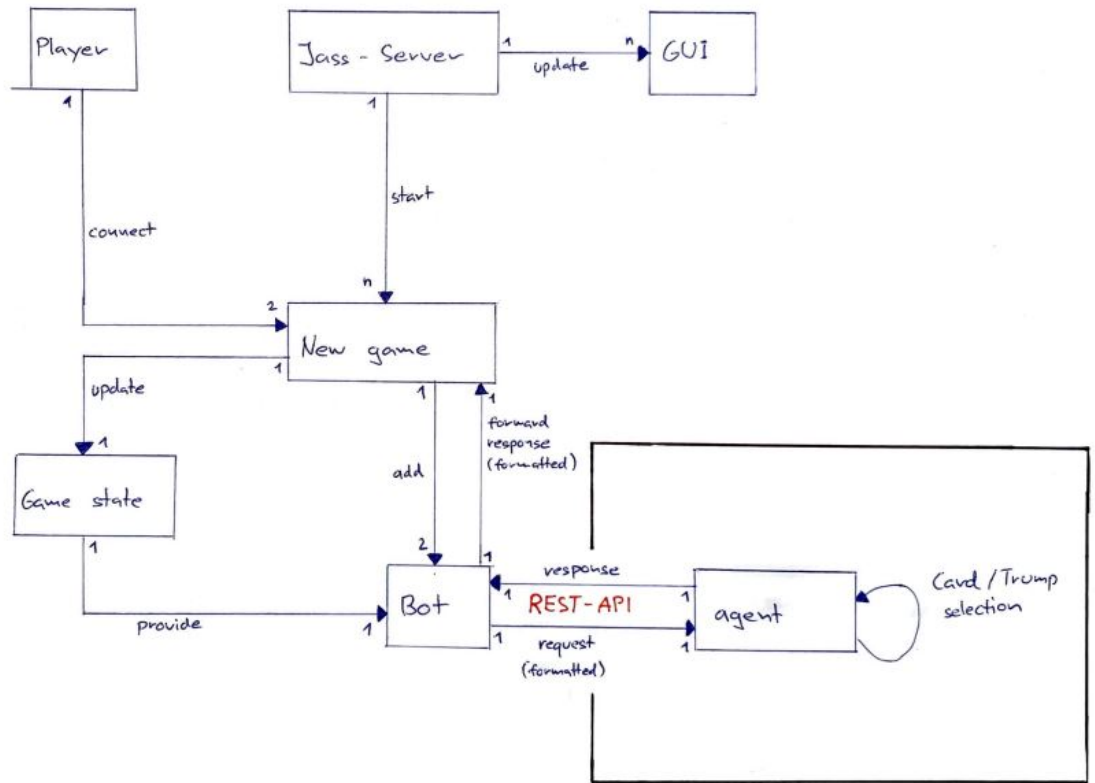 Player
Jass - Server
GUI
1
1
1
n
update
start
connect
n
2
New game
1
1
1
update
1
forward
response
(formatted)
add
Game state
1
2
1
provide
1
Bot
response
1
1
REST-API
1
1
request
(formatted)
agent
Card / Trump
selection